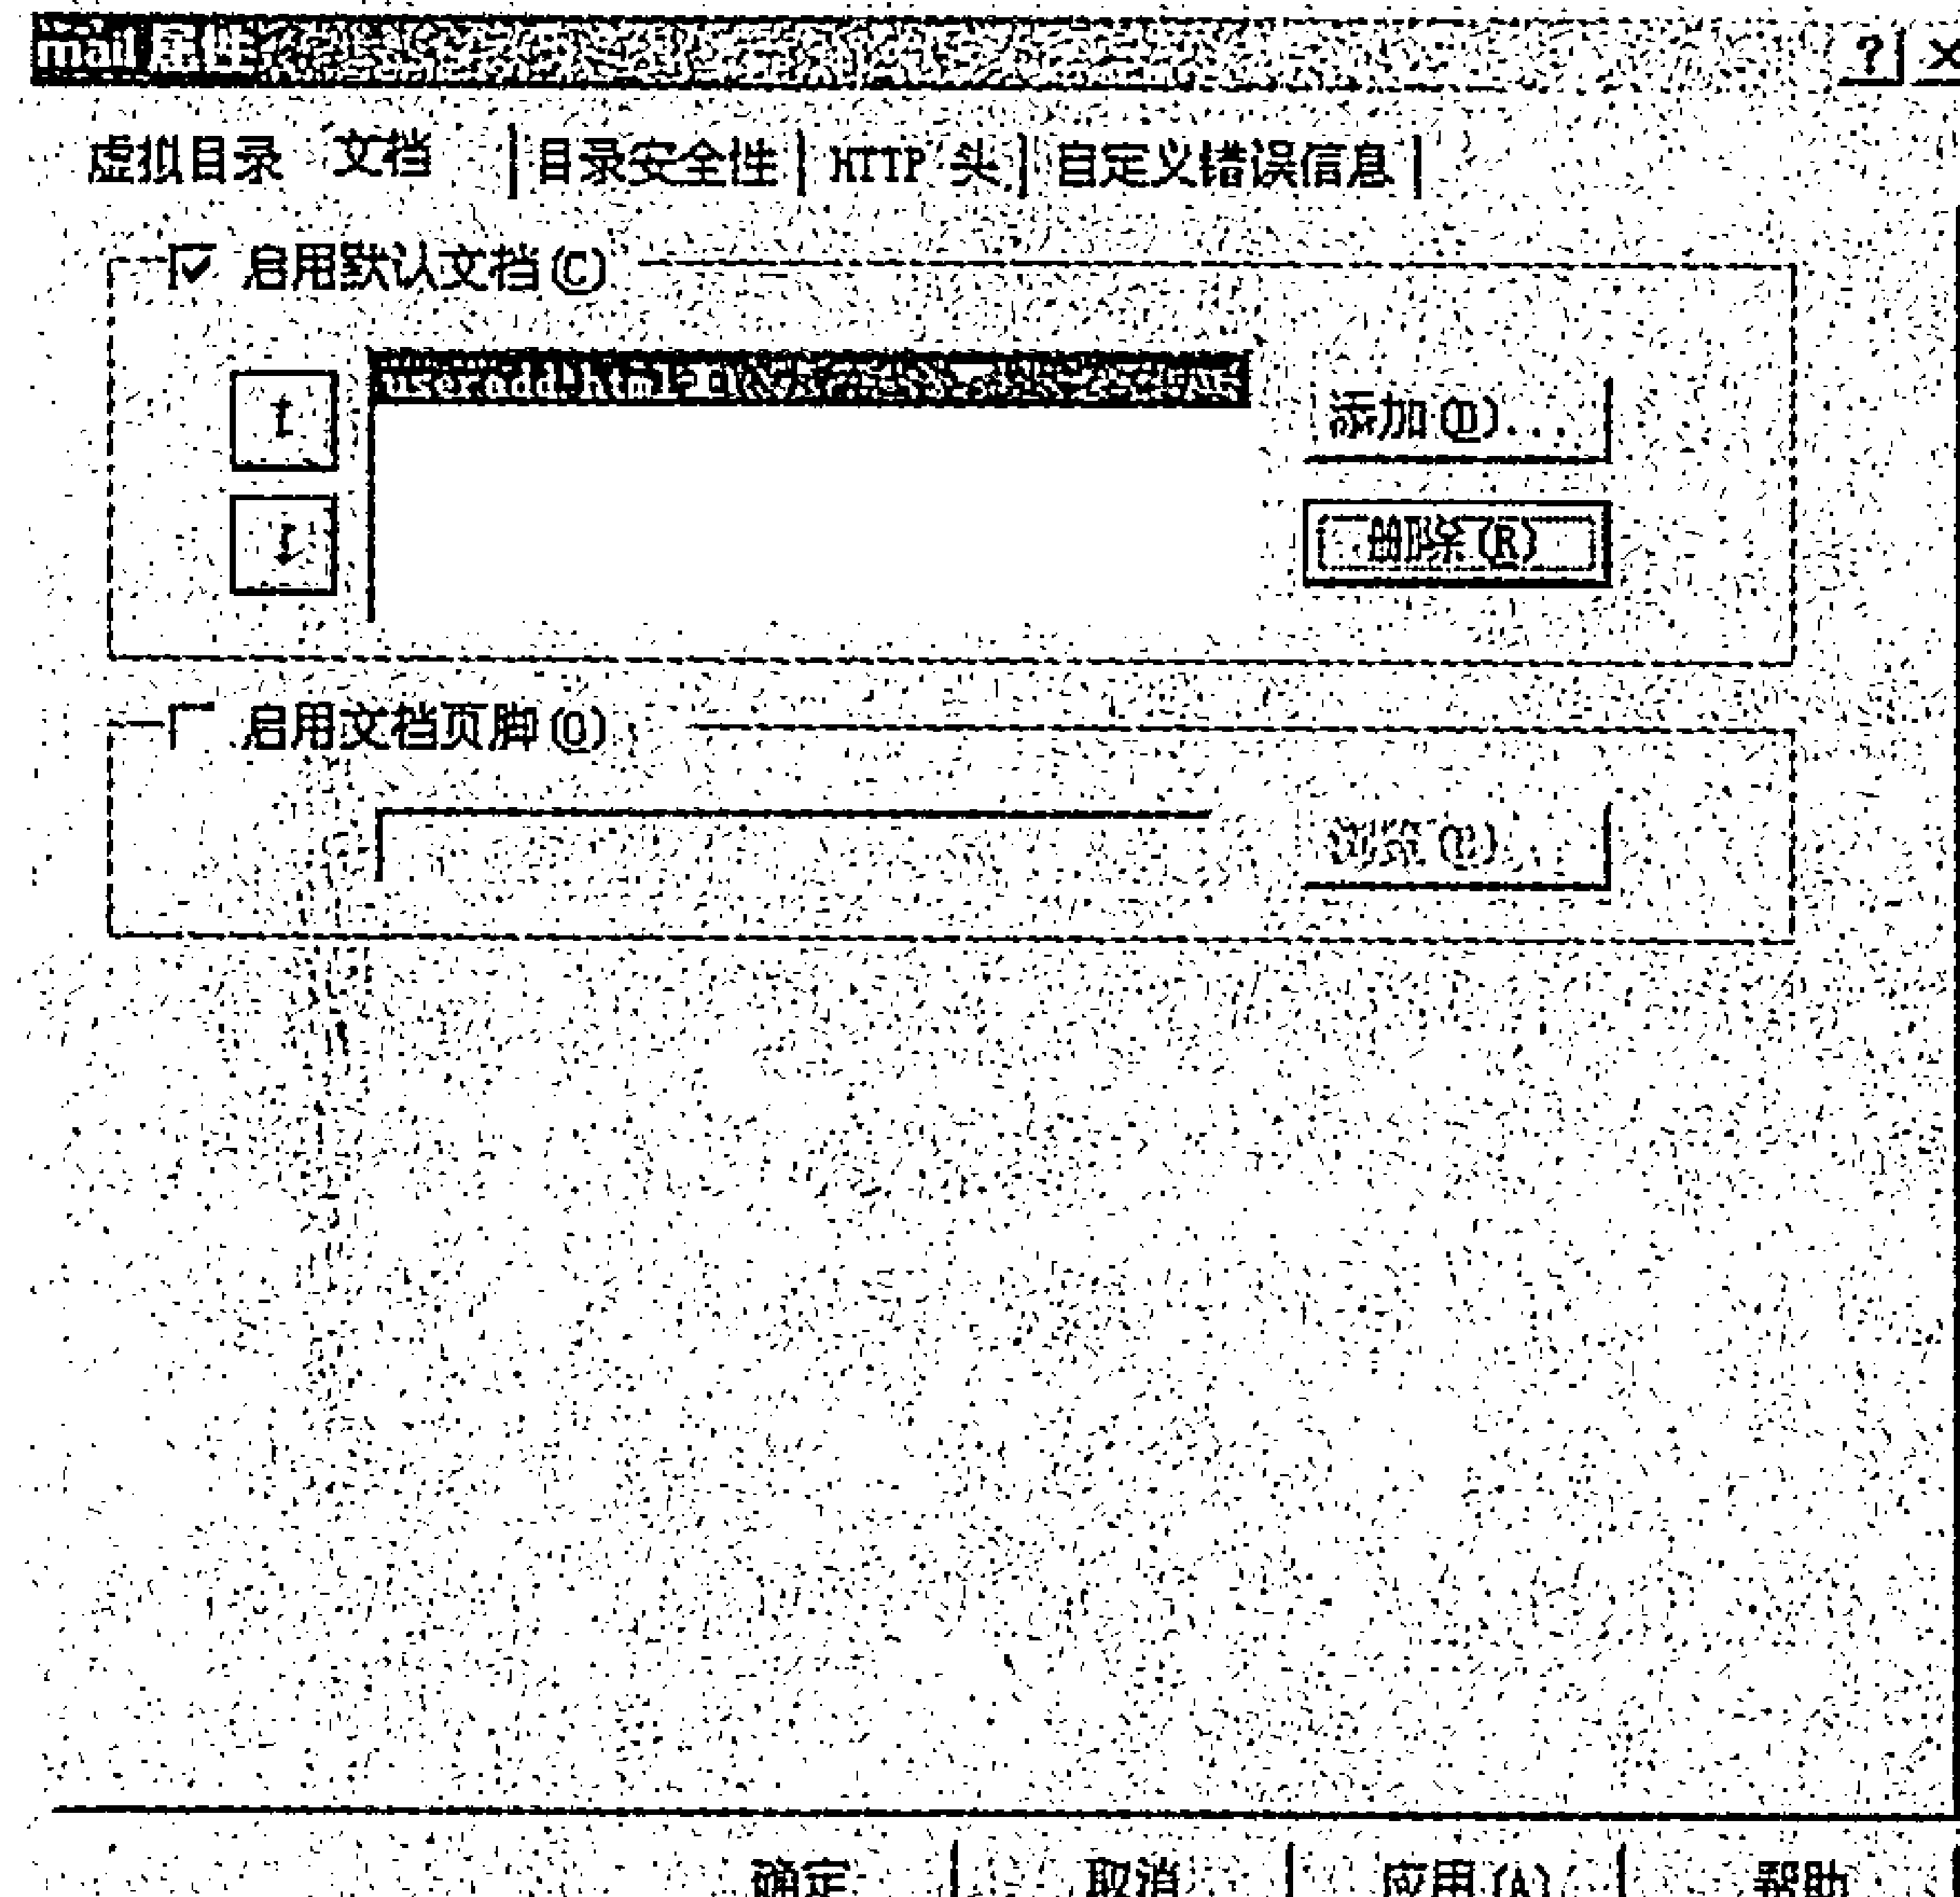 mail 属性
虚拟目录 文档 目录安全性 HTTP 头 自定义错误信息
启用默认文档(C)
useradd.html
添加(D)...
删除(R)
启用文档页脚(O)
浏览(B)...
确定 取消 应用(A) 帮助